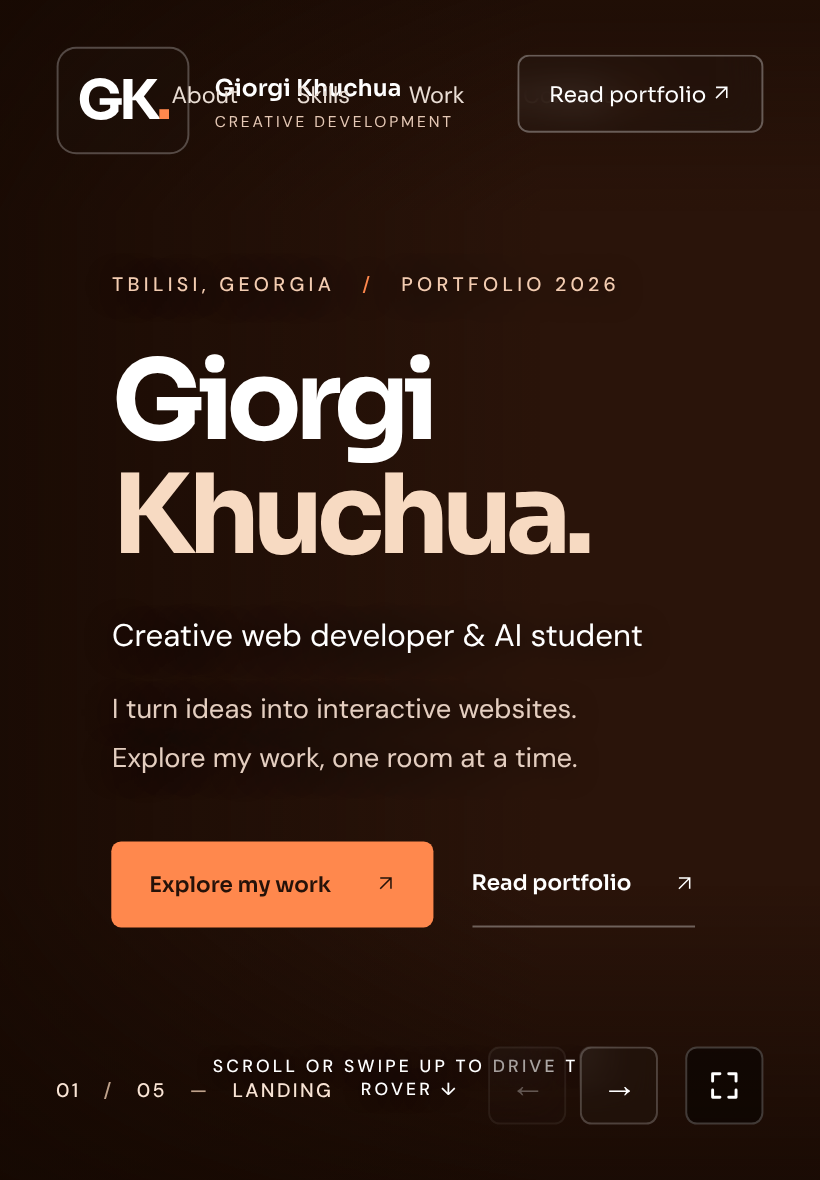 GK.
Giorgi Khuchua
About Skills Work
CREATIVE DEVELOPMENT
Read portfolio ↗
TBILISI, GEORGIA / PORTFOLIO 2026
Giorgi
Khuchua.
Creative web developer & AI student
I turn ideas into interactive websites.
Explore my work, one room at a time.
Explore my work ↗
Read portfolio ↗
SCROLL OR SWIPE UP TO DRIVE T
ROVER ↓
01 / 05 — LANDING
← →